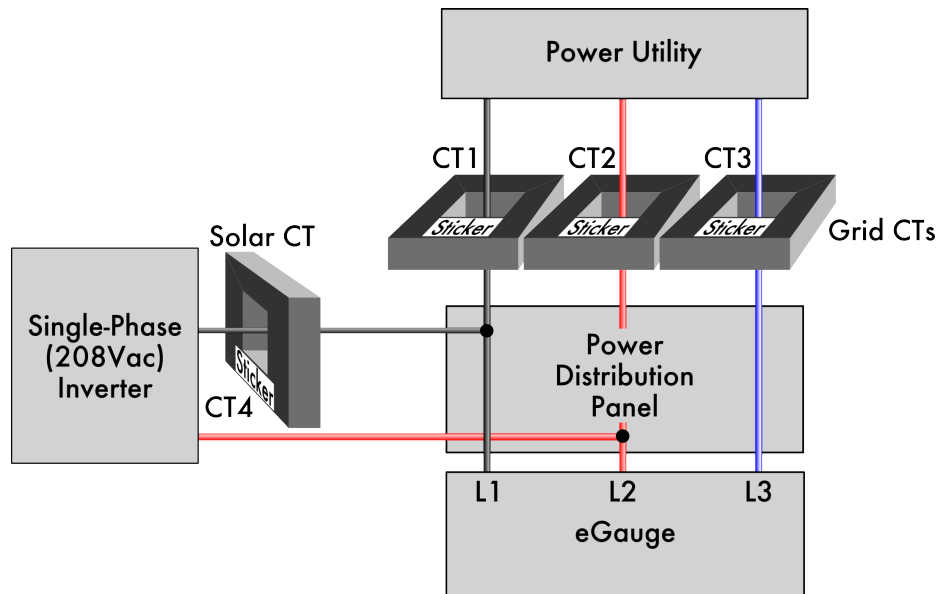 Power Utility
CT1
CT2
CT3
Sticker
Sticker
Sticker
Grid CTs
Solar CT
Single-Phase
(208Vac)
Inverter
Sticker
CT4
Power
Distribution
Panel
L1
L2
L3
eGauge